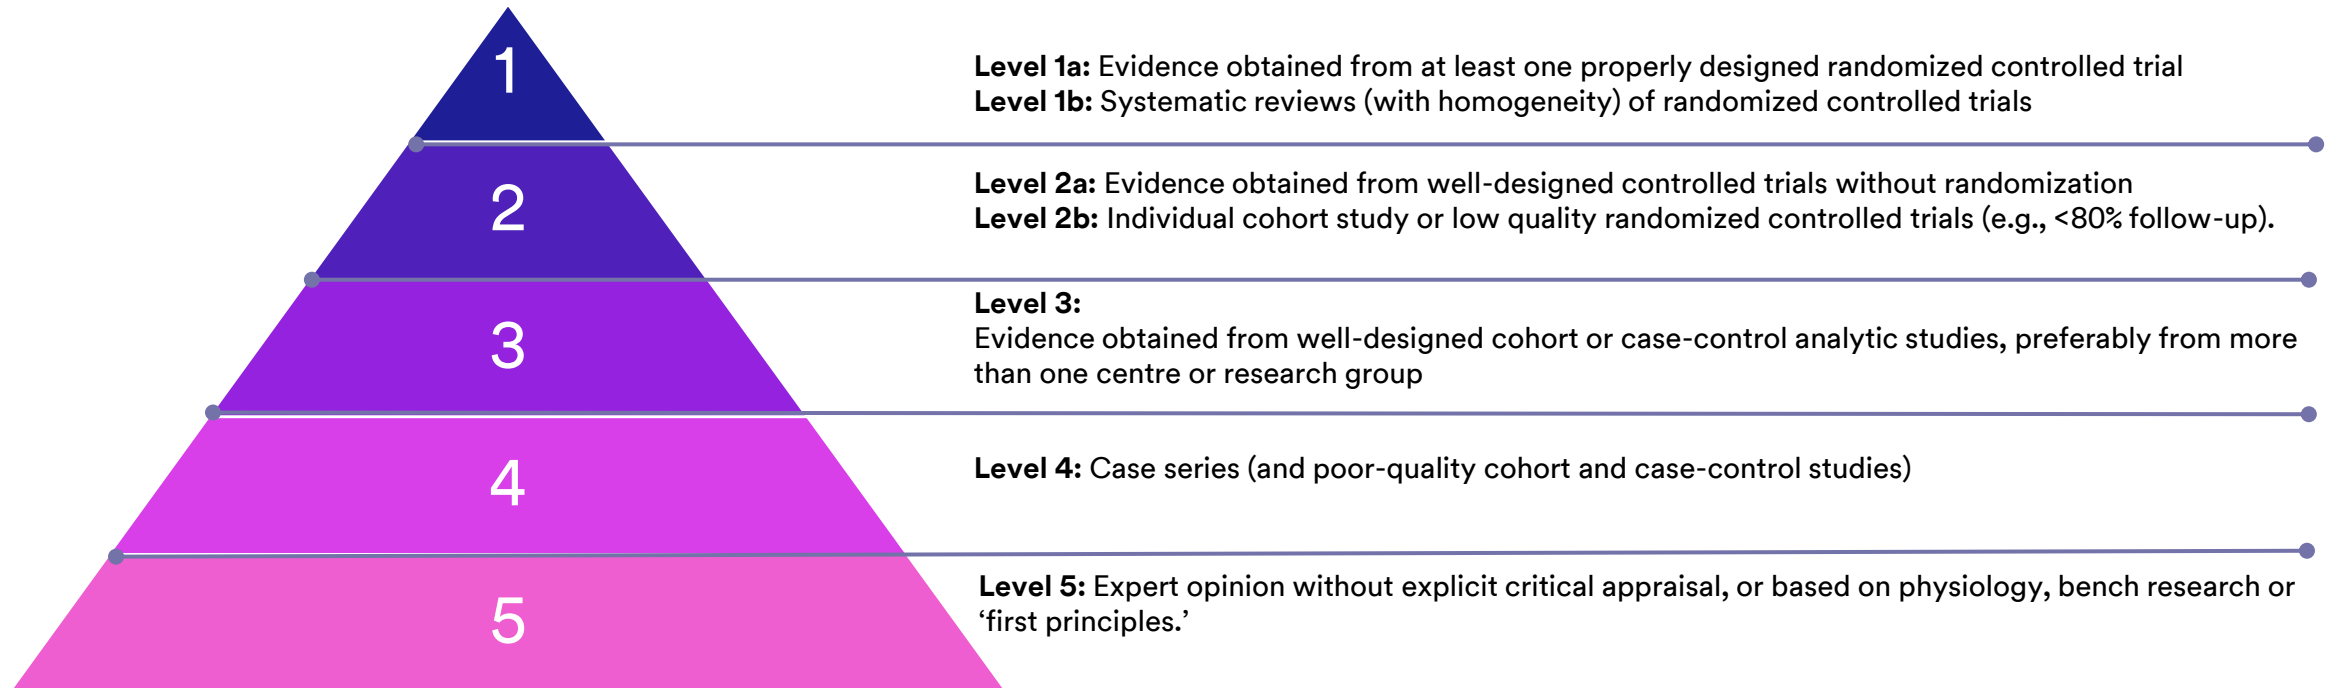 1
Level 1a: Evidence obtained from at least one properly designed randomized controlled trial
Level 1b: Systematic reviews (with homogeneity) of randomized controlled trials
2
Level 2a: Evidence obtained from well-designed controlled trials without randomization
Level 2b: Individual cohort study or low quality randomized controlled trials (e.g., <80% follow-up).
3
Level 3:
Evidence obtained from well-designed cohort or case-control analytic studies, preferably from more
than one centre or research group
4
Level 4: Case series (and poor-quality cohort and case-control studies)
5
Level 5: Expert opinion without explicit critical appraisal, or based on physiology, bench research or
‘first principles.’